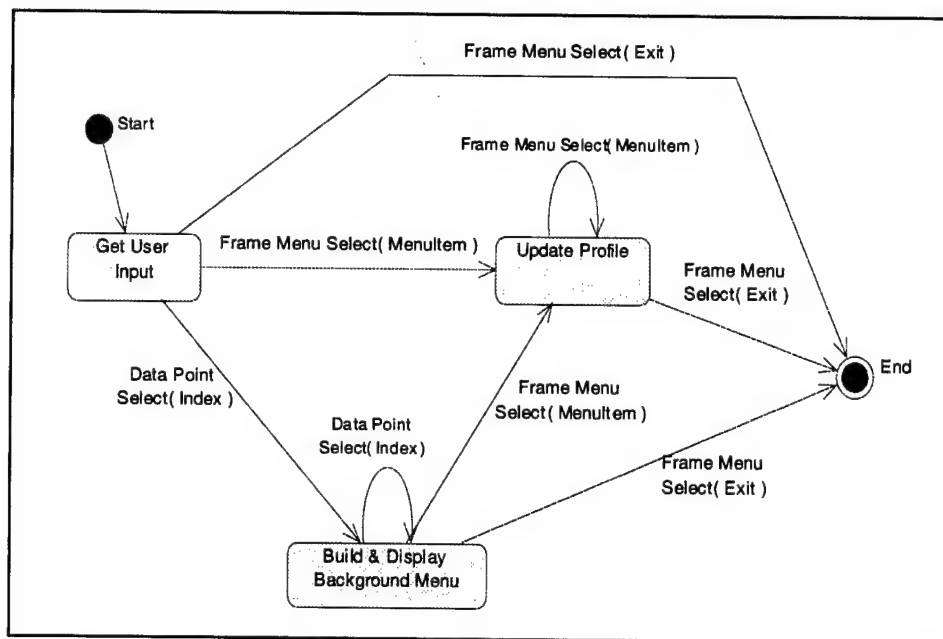 Frame Menu Select( Exit )
Start
Frame Menu Select( MenuItem )
Get User
Input
Frame Menu Select( MenuItem )
Update Profile
Frame Menu
Select( Exit )
End
Data Point
Select( Index )
Frame Menu
Select( MenuItem )
Data Point
Select( Index)
Frame Menu
Select( Exit )
Build & Display
Background Menu